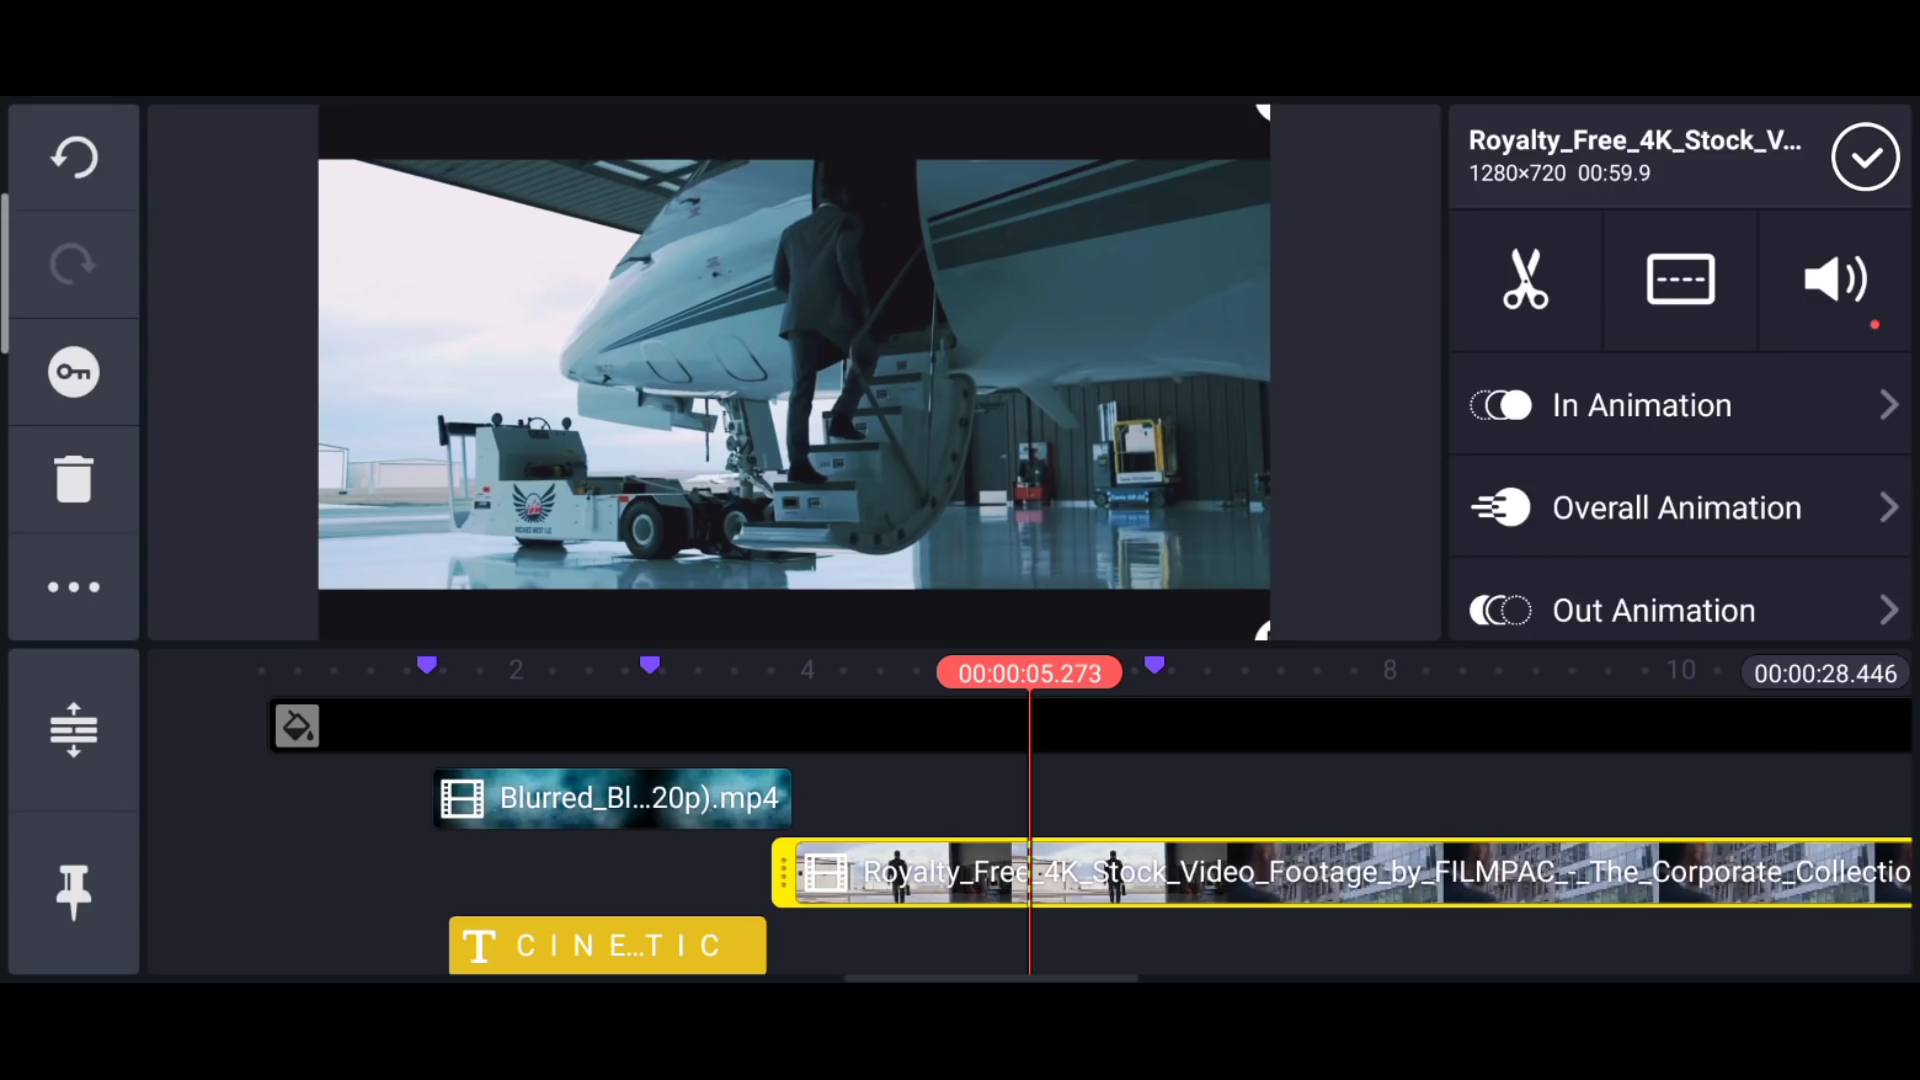 Royalty_Free_4K_Stock_V...
1280×720 00:59.9
In Animation
Overall Animation
Out Animation
2
4
00:00:05.273
8
10
00:00:28.446
Blurred_Bl...20p).mp4
Royalty_Free_4K_Stock_Video_Footage_by_FILMPAC_-_The_Corporate_Collectio
T C I N E...T I C